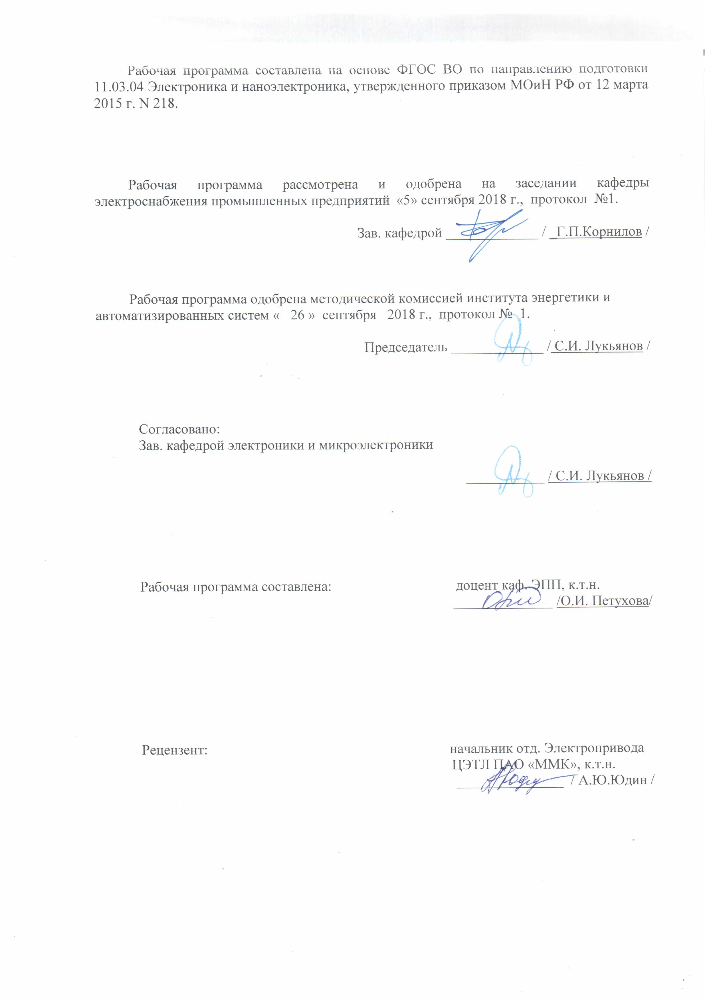 Рабочая программа составлена на основе ФГОС ВО по направлению подготовки
11.03.04 Электроника и наноэлектроника, утвержденного приказом МОиН РФ от 12 марта
2015 г. N 218.
Рабочая программа рассмотрена и одобрена на заседании кафедры
электроснабжения промышленных предприятий «5» сентября 2018 г., протокол №1.
Зав. кафедрой _____________ / _Г.П.Корнилов /
Рабочая программа одобрена методической комиссией института энергетики и
автоматизированных систем « 26 » сентября 2018 г., протокол № 1.
Председатель _____________ / С.И. Лукьянов /
Согласовано:
Зав. кафедрой электроники и микроэлектроники
___________ / С.И. Лукьянов /
Рабочая программа составлена: доцент каф. ЭПП, к.т.н.
______________ /О.И. Петухова/
Рецензент: начальник отд. Электропривода
ЦЭТЛ ПАО «ММК», к.т.н.
_______________ / А.Ю.Юдин /